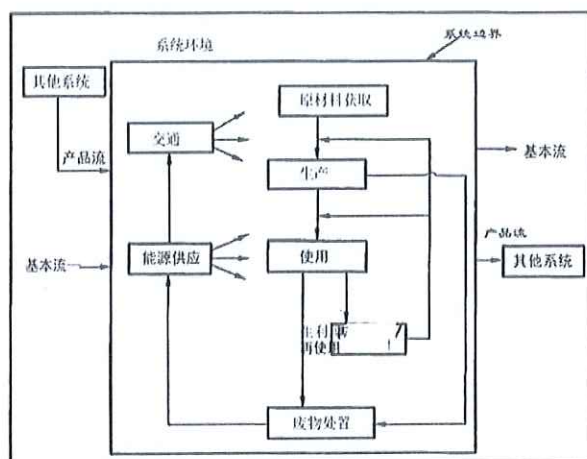 系统环境
系统边界
其他系统
原材料获取
交通
产品流
基本流
生产
产品流
能源供应
使用
基本流
其他系统
再使用
废物处置